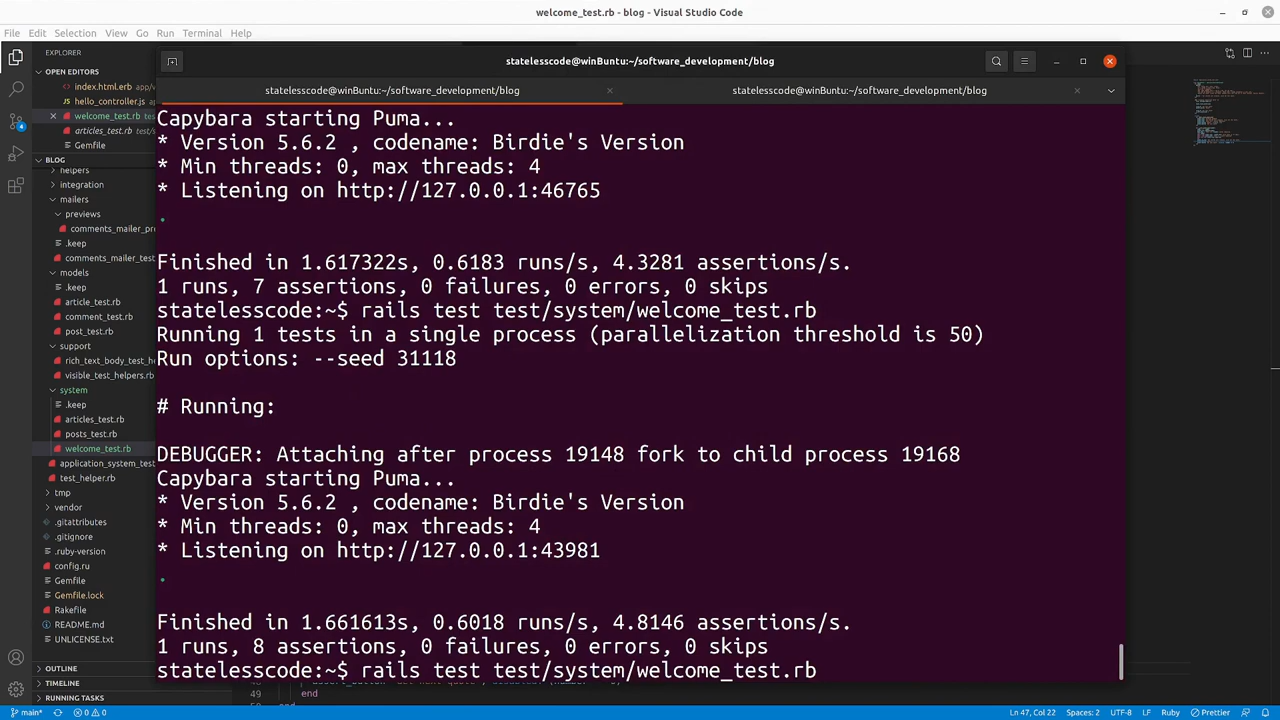 welcome_test.rb - blog - Visual Studio Code
File Edit Selection View Go Run Terminal Help
EXPLORER
OPEN EDITORS
index.html.erb app/v
hello_controller.js
welcome_test.rb
articles_test.rb test/s
Gemfile
BLOG
helpers
integration
mailers
previews
comments_mailer_pre
.keep
comments_mailer_test
models
.keep
article_test.rb
comment_test.rb
post_test.rb
support
rich_text_body_test_h
visible_test_helpers.rb
system
.keep
articles_test.rb
posts_test.rb
welcome_test.rb
application_system_test
test_helper.rb
tmp
vendor
.gitattributes
.gitignore
.ruby-version
config.ru
Gemfile
Gemfile.lock
Rakefile
README.md
UNLICENSE.txt
OUTLINE
TIMELINE
RUNNING TASKS
4
statelesscode@winBuntu:~/software_development/blog
statelesscode@winBuntu:~/software_development/blog
statelesscode@winBuntu:~/software_development/blog
Capybara starting Puma...
* Version 5.6.2 , codename: Birdie's Version
* Min threads: 0, max threads: 4
* Listening on http://127.0.0.1:46765
.
Finished in 1.617322s, 0.6183 runs/s, 4.3281 assertions/s.
1 runs, 7 assertions, 0 failures, 0 errors, 0 skips
statelesscode:~$ rails test test/system/welcome_test.rb
Running 1 tests in a single process (parallelization threshold is 50)
Run options: --seed 31118
# Running:
DEBUGGER: Attaching after process 19148 fork to child process 19168
Capybara starting Puma...
* Version 5.6.2 , codename: Birdie's Version
* Min threads: 0, max threads: 4
* Listening on http://127.0.0.1:43981
.
Finished in 1.661613s, 0.6018 runs/s, 4.8146 assertions/s.
1 runs, 8 assertions, 0 failures, 0 errors, 0 skips
statelesscode:~$ rails test test/system/welcome_test.rb
49 end
main* 0 0 Ln 47, Col 22 Spaces: 2 UTF-8 LF Ruby Prettier